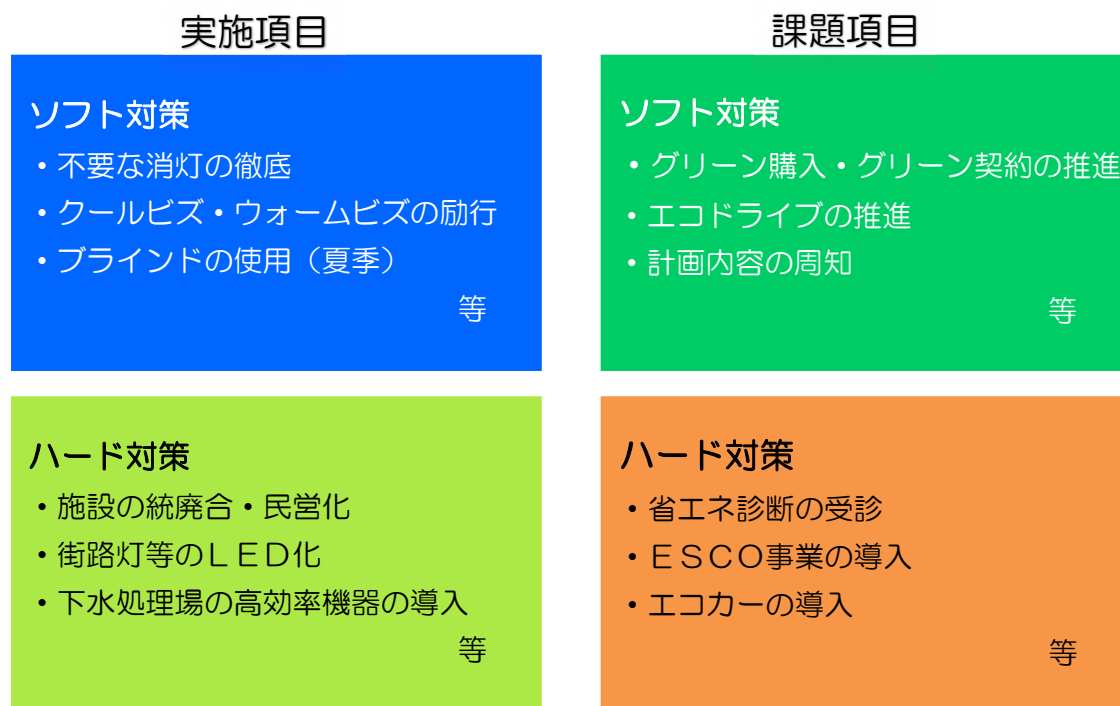 実施項目
ソフト対策
・不要な消灯の徹底
・クールビズ・ウォームビズの励行
・ブラインドの使用（夏季）
等
ハード対策
・施設の統廃合・民営化
・街路灯等のＬＥＤ化
・下水処理場の高効率機器の導入
等
課題項目
ソフト対策
・グリーン購入・グリーン契約の推進
・エコドライブの推進
・計画内容の周知
等
ハード対策
・省エネ診断の受診
・ＥＳＣＯ事業の導入
・エコカーの導入
等